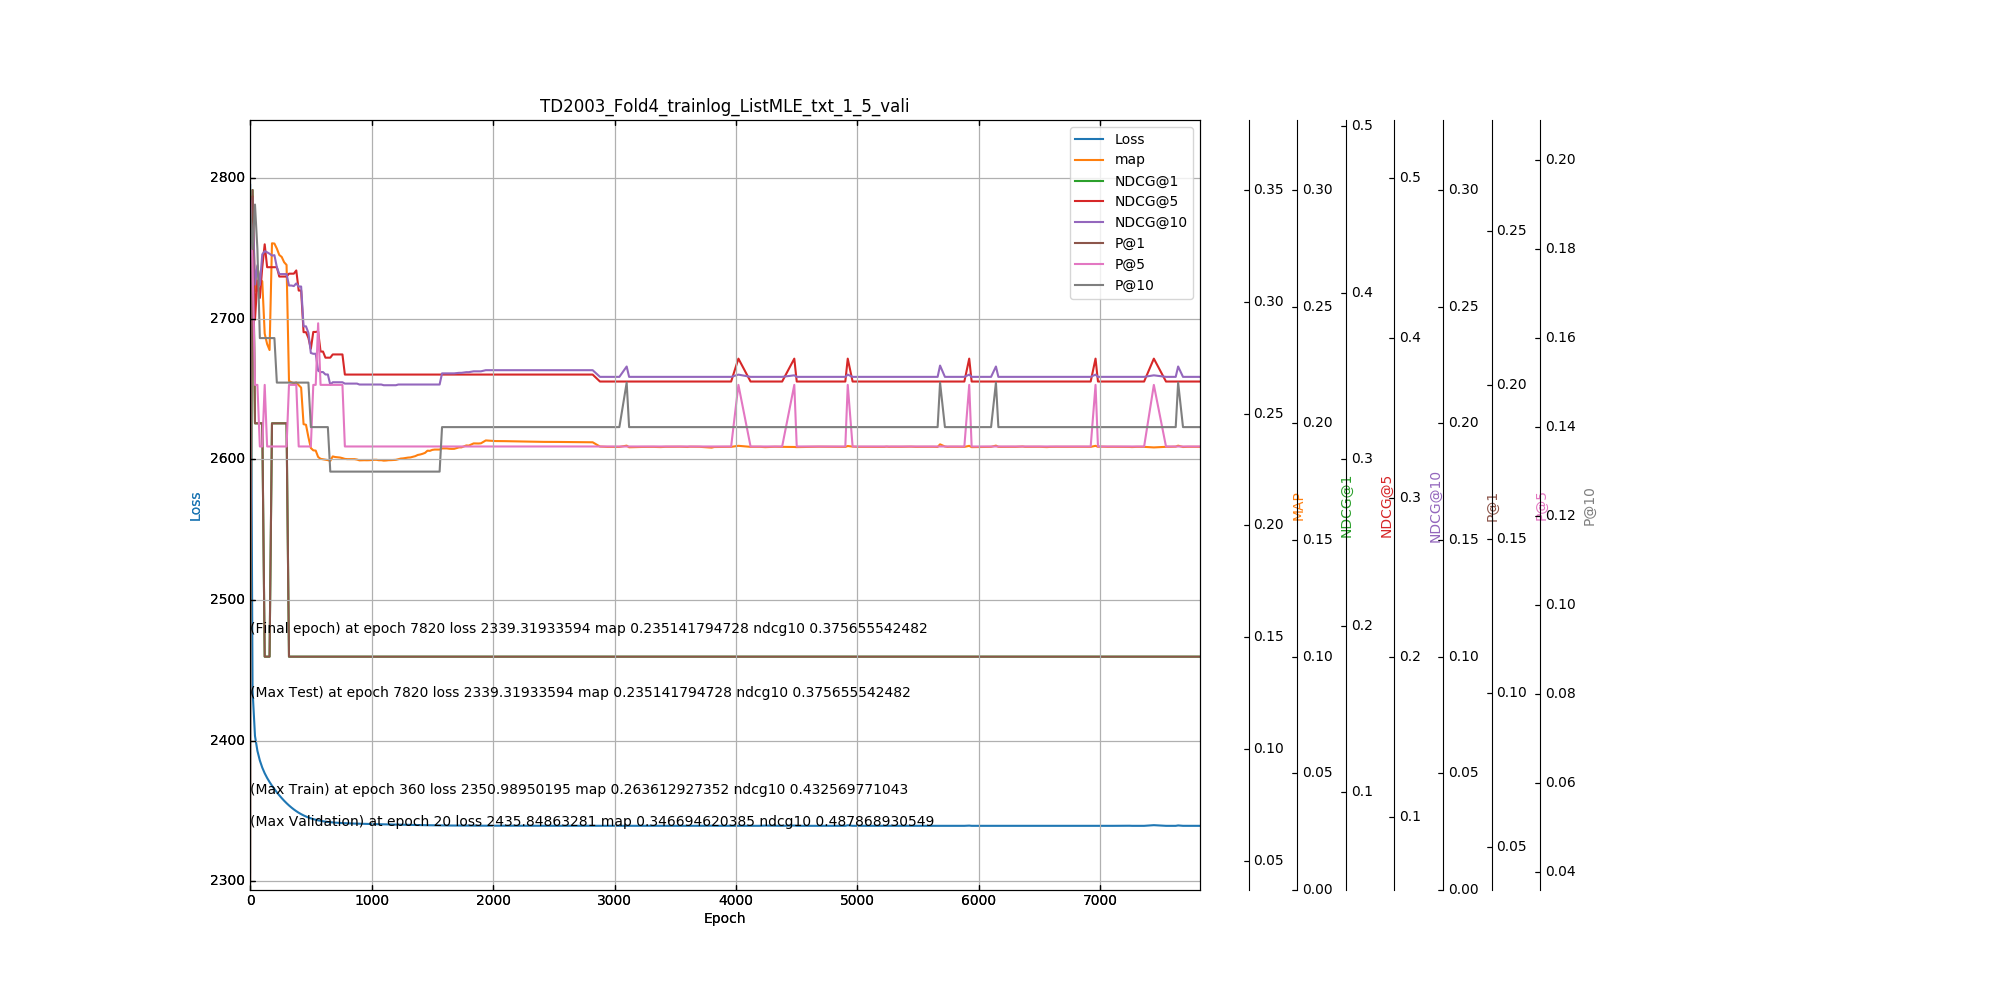 TD2003_Fold4_trainlog_ListMLE_txt_1_5_vali
Loss
map
NDCG@1
NDCG@5
NDCG@10
P@1
P@5
P@10
2800
2700
2600
2500
2400
2300
Loss
(Final epoch) at epoch 7820 loss 2339.31933594 map 0.235141794728 ndcg10 0.375655542482
(Max Test) at epoch 7820 loss 2339.31933594 map 0.235141794728 ndcg10 0.375655542482
(Max Train) at epoch 360 loss 2350.98950195 map 0.263612927352 ndcg10 0.432569771043
(Max Validation) at epoch 20 loss 2435.84863281 map 0.346694620385 ndcg10 0.487868930549
0 1000 2000 3000 4000 5000 6000 7000
Epoch
0.35
0.30
0.25
0.20
0.15
0.10
0.05
MAP
0.30
0.25
0.20
0.15
0.10
0.05
0.00
NDCG@1
0.5
0.4
0.3
0.2
0.1
NDCG@5
0.5
0.4
0.3
0.2
0.1
NDCG@10
0.30
0.25
0.20
0.15
0.10
0.05
0.00
P@1
0.25
0.20
0.15
0.10
0.05
P@5
0.20
0.18
0.16
0.14
0.12
0.10
0.08
0.06
0.04
P@10